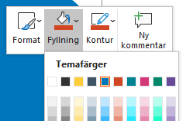 Format Fyllning Kontur Ny
kommentar
Temafärger